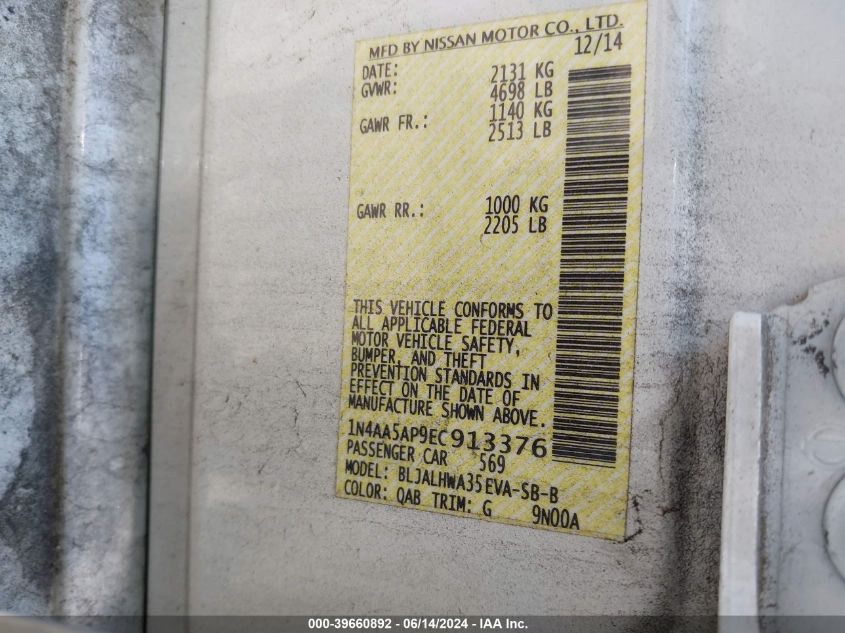 MFD BY NISSAN MOTOR CO., LTD.
DATE: 12/14
GVWR: 2131 KG
4698 LB
GAWR FR.: 1140 KG
2513 LB
GAWR RR.: 1000 KG
2205 LB
THIS VEHICLE CONFORMS TO
ALL APPLICABLE FEDERAL
MOTOR VEHICLE SAFETY,
BUMPER, AND THEFT
PREVENTION STANDARDS IN
EFFECT ON THE DATE OF
MANUFACTURE SHOWN ABOVE.
1N4AA5AP9EC913376
PASSENGER CAR 569
MODEL: BLJALHWA35EVA-SB-B
COLOR: QAB TRIM: G 9N00A
000-39660892 - 06/14/2024 - IAA Inc.